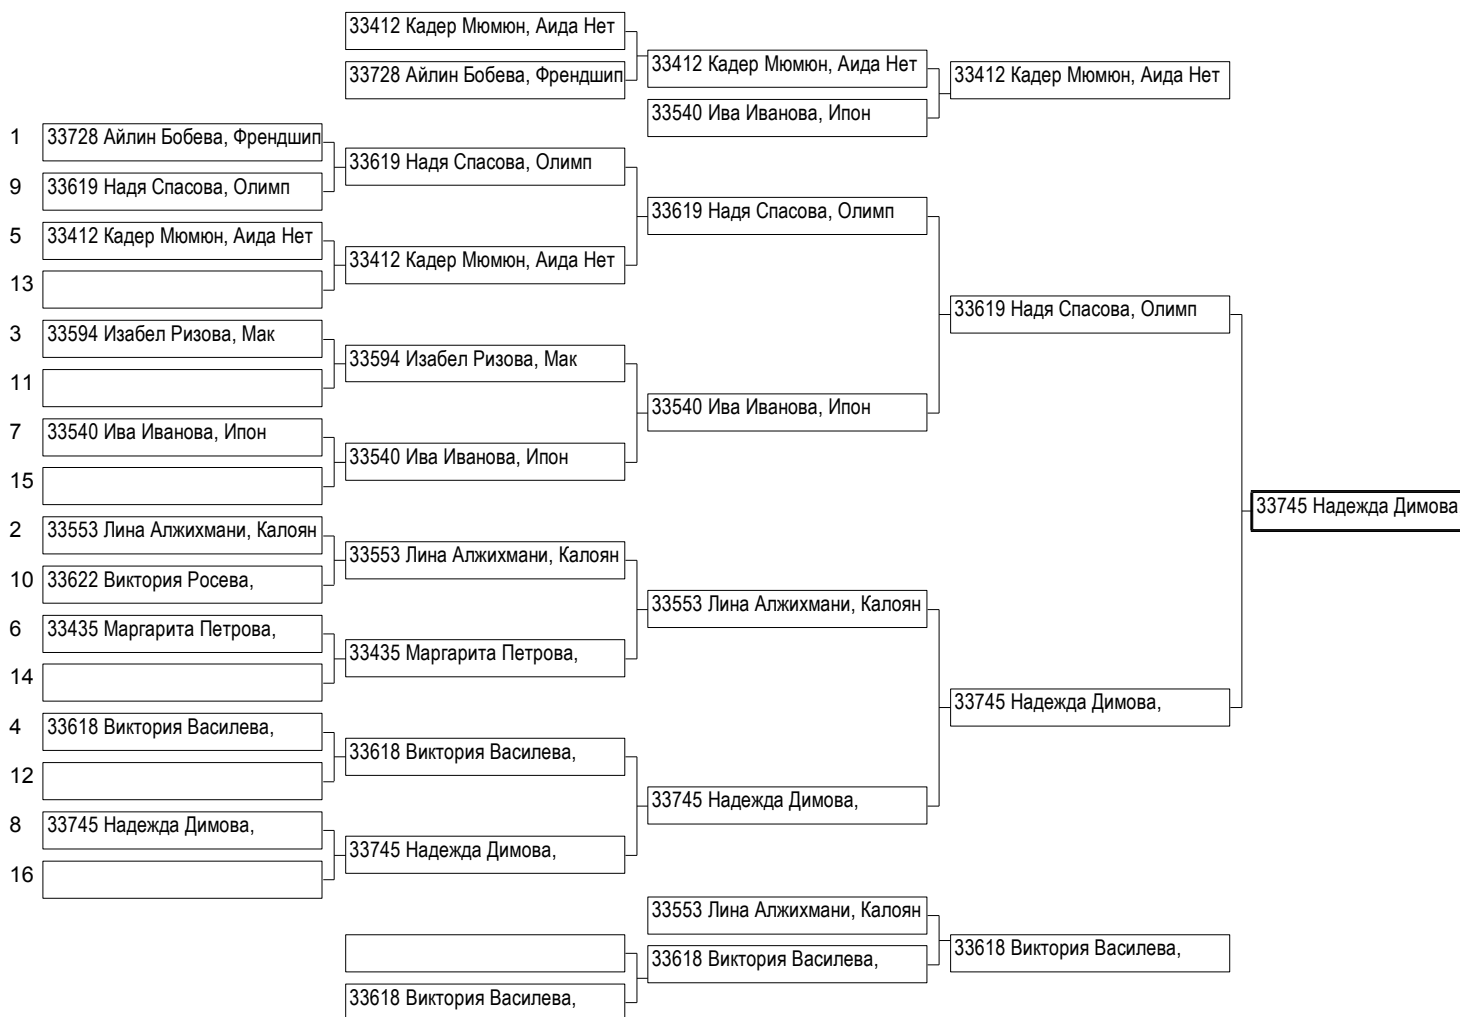 33412 Кадер Мюмюн, Аида Нет
33728 Айлин Бобева, Френдшип
33412 Кадер Мюмюн, Аида Нет
33540 Ива Иванова, Ипон
33412 Кадер Мюмюн, Аида Нет
1 33728 Айлин Бобева, Френдшип
9 33619 Надя Спасова, Олимп
5 33412 Кадер Мюмюн, Аида Нет
13
3 33594 Изабел Ризова, Мак
11
7 33540 Ива Иванова, Ипон
15
2 33553 Лина Алжихмани, Калоян
10 33622 Виктория Росева,
6 33435 Маргарита Петрова,
14
4 33618 Виктория Василева,
12
8 33745 Надежда Димова,
16
33619 Надя Спасова, Олимп
33412 Кадер Мюмюн, Аида Нет
33594 Изабел Ризова, Мак
33540 Ива Иванова, Ипон
33553 Лина Алжихмани, Калоян
33435 Маргарита Петрова,
33618 Виктория Василева,
33745 Надежда Димова,
33619 Надя Спасова, Олимп
33540 Ива Иванова, Ипон
33553 Лина Алжихмани, Калоян
33745 Надежда Димова,
33619 Надя Спасова, Олимп
33745 Надежда Димова,
33745 Надежда Димова
33553 Лина Алжихмани, Калоян
33618 Виктория Василева,
33618 Виктория Василева,
33618 Виктория Василева,